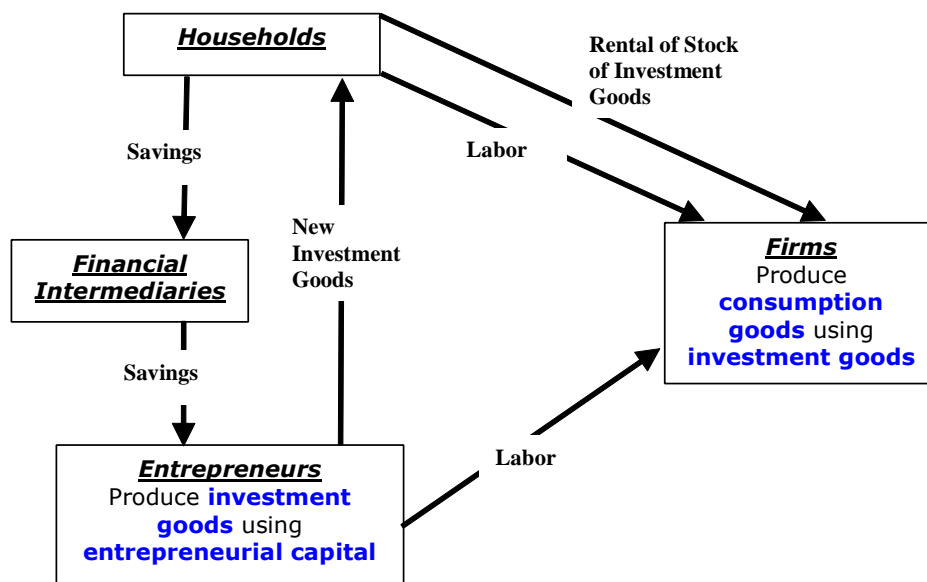 Households
Rental of Stock
of Investment
Goods
Savings
Labor
New
Investment
Goods
Financial
Intermediaries
Firms
Produce
consumption
goods using
investment goods
Savings
Labor
Entrepreneurs
Produce investment
goods using
entrepreneurial capital